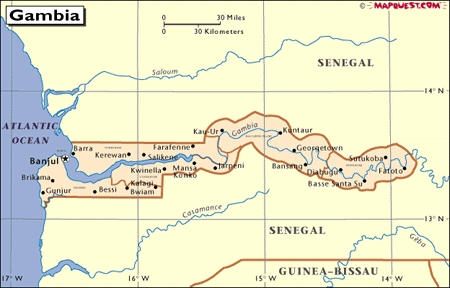 Gambia
0 30 Miles
0 30 Kilometers
©
MAPQUEST.COM
SENEGAL
Saloum
14°N
ATLANTIC
OCEAN
Kau-Ur
Gambia
Kuntaur
Barra
Farafenne
Banjul
Kerewan
Salikene
Georgetown
Sutukoba
Brikama
Kwinella
Mansa
Konko
Jarreni
Bansang
Diabugu
Fatoto
Gunjur
Bessi
Kalagi
Bwiam
Basse Santa Su
Casamance
13°N
SENEGAL
Geba
GUINEA-BISSAU
17°W
16°W
15°W
14°W